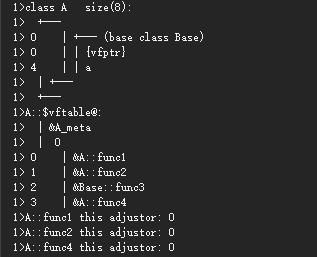 1>class A   size(8):
1>  +---
1> 0     | +--- (base class Base)
1> 0     | | {vfptr}
1> 4     | | a
1>  | +---
1>  +---
1>A::$vftable@:
1>  | &A_meta
1>  |  0
1> 0     | &A::func1
1> 1     | &A::func2
1> 2     | &Base::func3
1> 3     | &A::func4
1>A::func1 this adjustor: 0
1>A::func2 this adjustor: 0
1>A::func4 this adjustor: 0